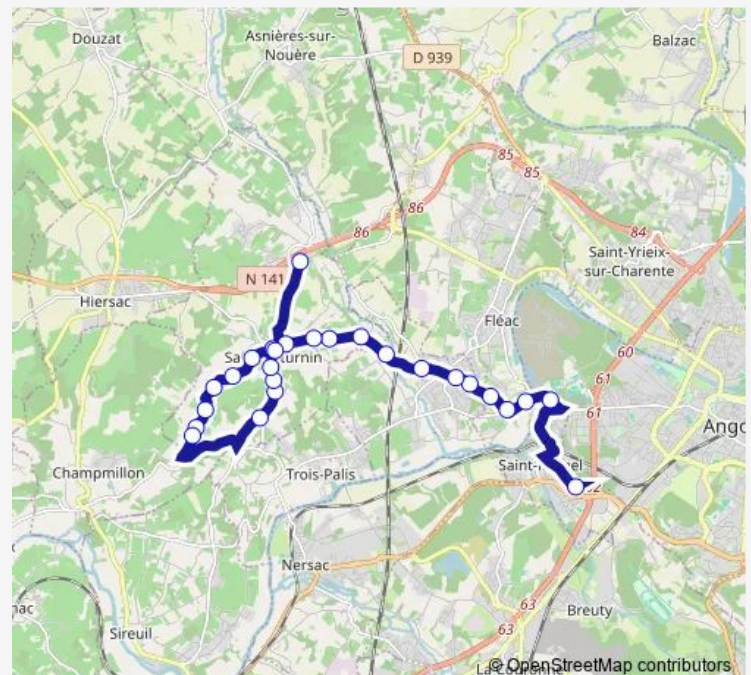 Douzat
Asnières-sur-
Nouère
D 939
Balzac
85
85
86
86
84
Saint-Yrieix-
sur-Charente
N 141
Hiersac
Fléac
60
61
61
Champmillon
Trois-Palis
Nersac
Breuty
63
63
Sireuil
© OpenStreetMap contributors